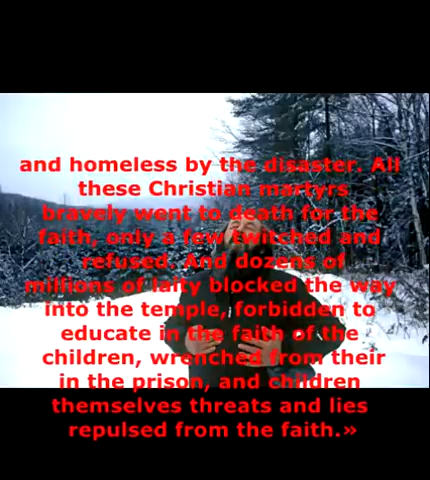 and homeless by the disaster. All
these Christian martyrs
bravely went to death for the
faith, only a few twitched and
refused. And dozens of
millions of laity blocked the way
into the temple, forbidden to
educate in the faith of the
children, wrenched from their
in the prison, and children
themselves threats and lies
repulsed from the faith.»